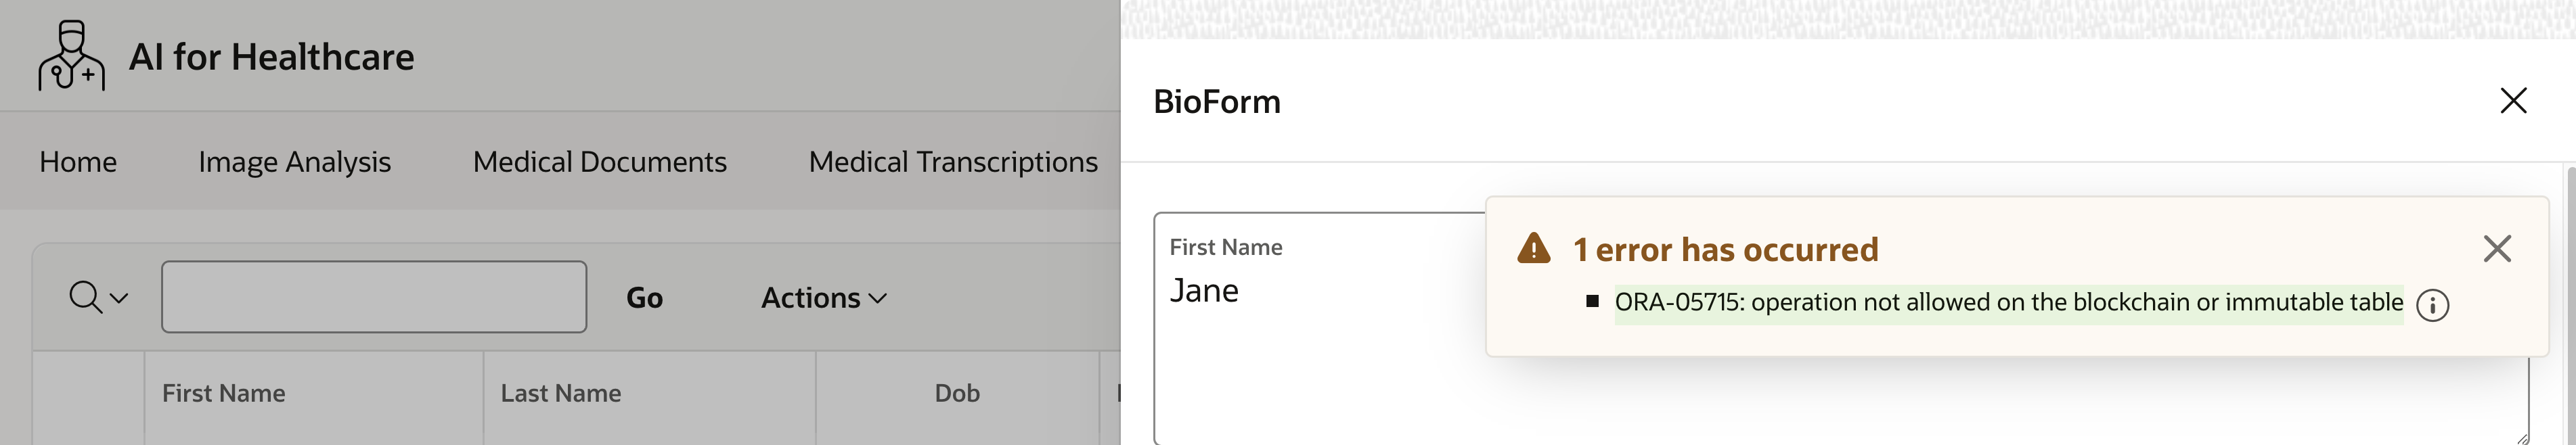 AI for Healthcare
Home
Image Analysis
Medical Documents
Medical Transcriptions
Go
Actions
First Name
Last Name
Dob
BioForm
First Name
Jane
1 error has occurred
ORA-05715: operation not allowed on the blockchain or immutable table